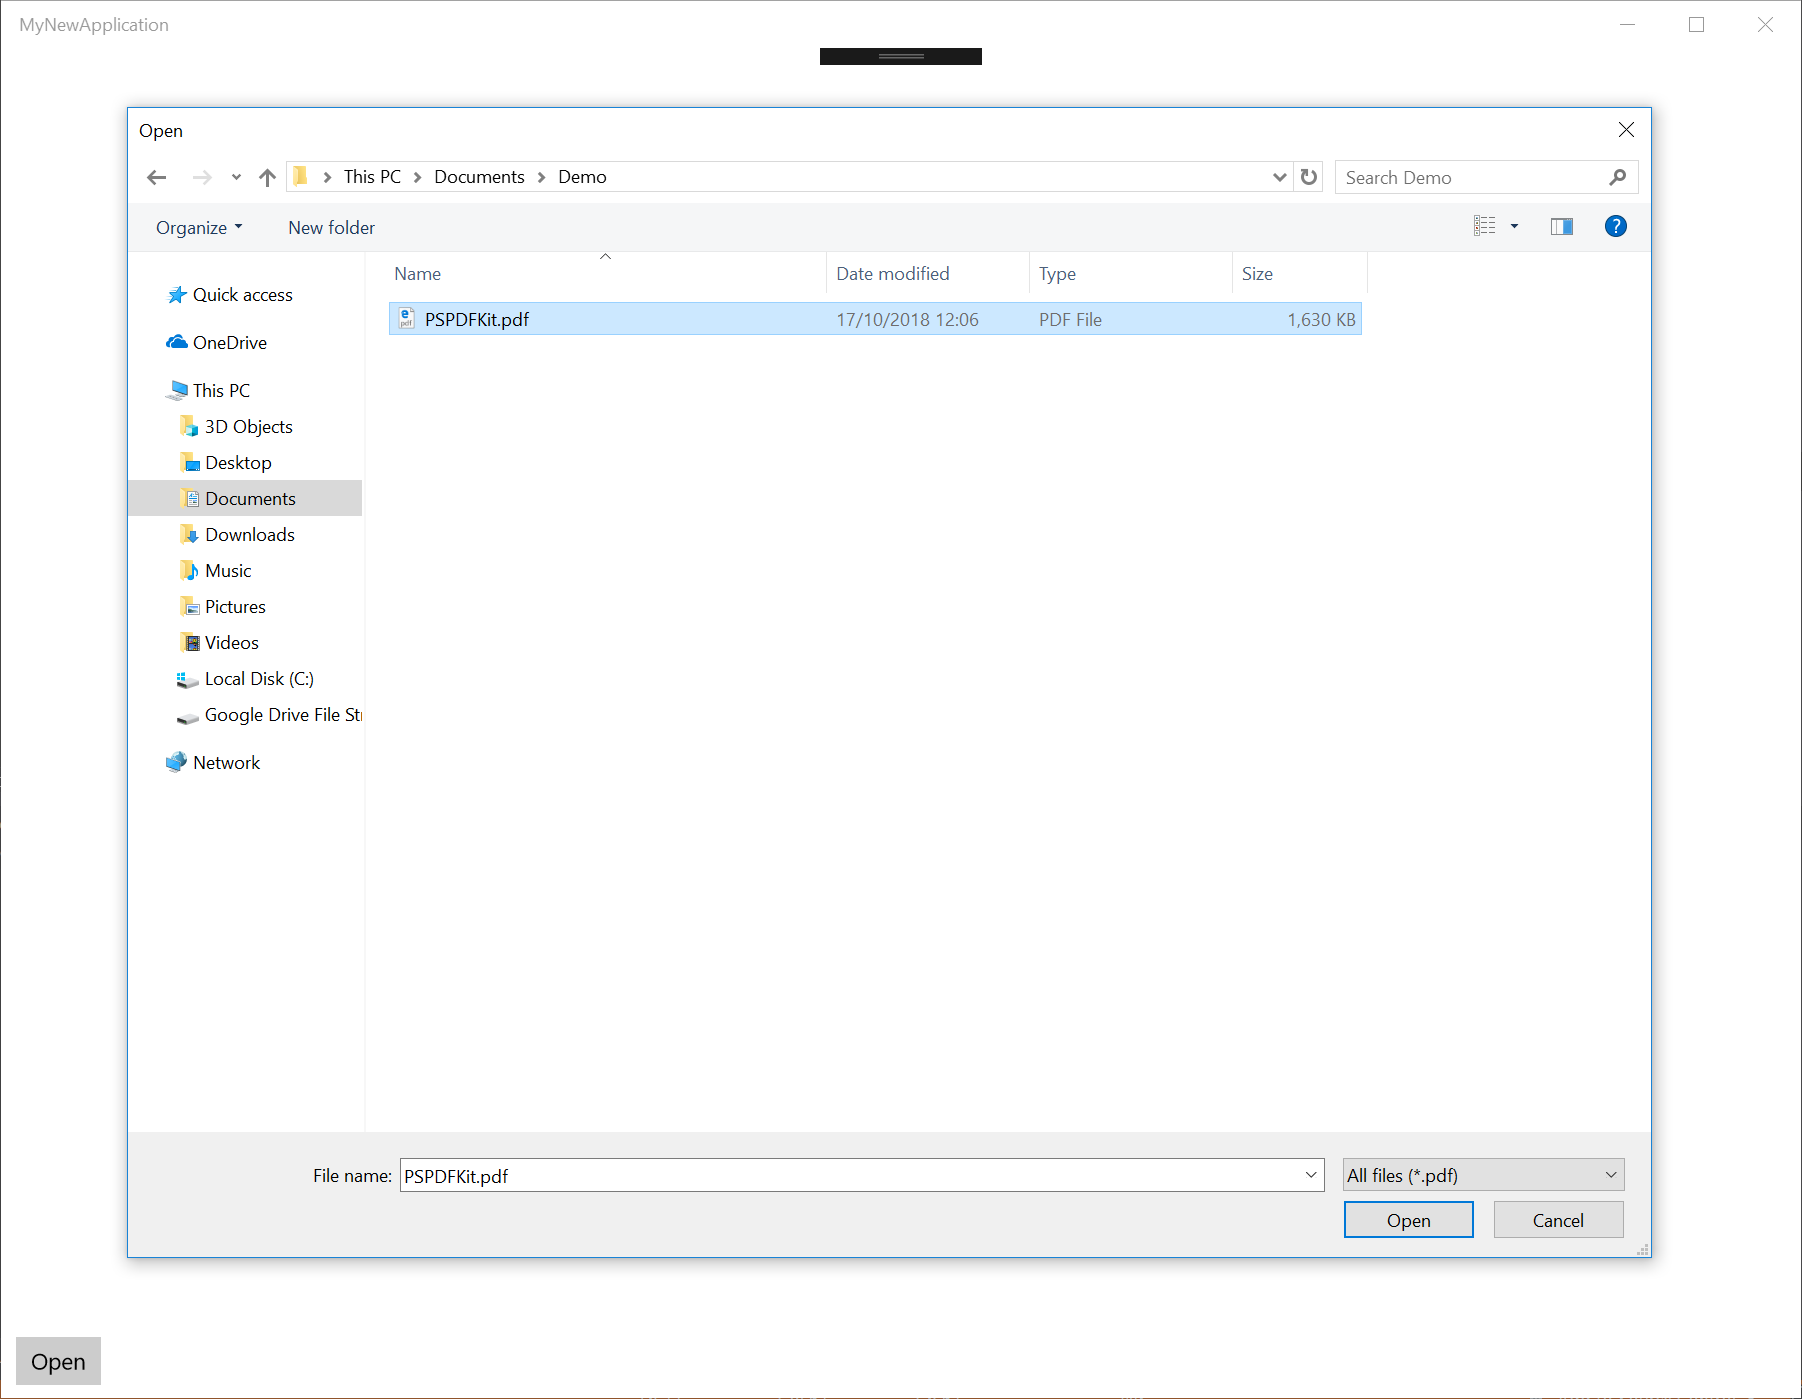 MyNewApplication
Open
This PC Documents Demo
Search Demo
Organize New folder
?
Name Date modified Type Size
PSPDFKit.pdf 17/10/2018 12:06 PDF File 1,630 KB
Quick access
OneDrive
This PC
3D Objects
Desktop
Documents
Downloads
Music
Pictures
Videos
Local Disk (C:)
Google Drive File St
Network
File name: PSPDFKit.pdf All files (*.pdf)
Open Cancel
Open